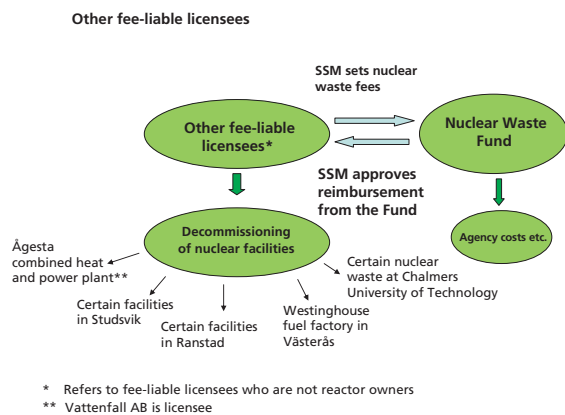 Other fee-liable licensees
SSM sets nuclear
waste fees
Other fee-liable
licensees*
Nuclear Waste
Fund
SSM approves
reimbursement
from the Fund
Decommissioning
of nuclear facilities
Agency costs etc.
Ågesta
combined heat
and power plant**
Certain facilities
in Studsvik
Certain facilities
in Ranstad
Westinghouse
fuel factory in
Västerås
Certain nuclear
waste at Chalmers
University of Technology
* Refers to fee-liable licensees who are not reactor owners
** Vattenfall AB is licensee